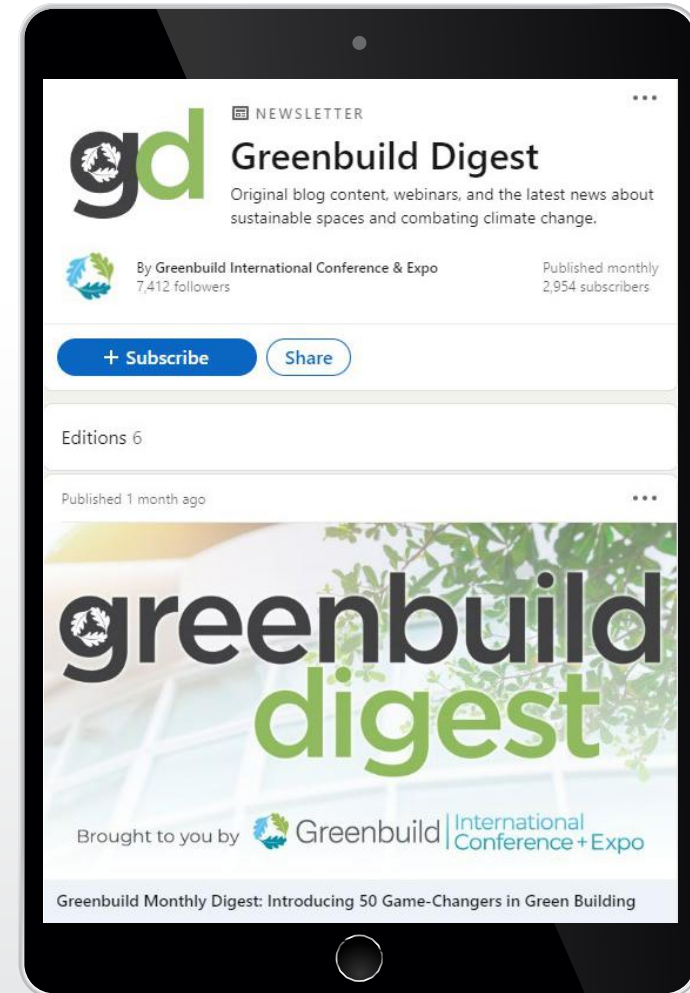 gd
NEWSLETTER
Greenbuild Digest
Original blog content, webinars, and the latest news about
sustainable spaces and combating climate change.
By Greenbuild International Conference & Expo
7,412 followers
Published monthly
2,954 subscribers
+ Subscribe
Share
Editions 6
Published 1 month ago
greenbuild
digest
Brought to you by Greenbuild International
Conference + Expo
Greenbuild Monthly Digest: Introducing 50 Game-Changers in Green Building